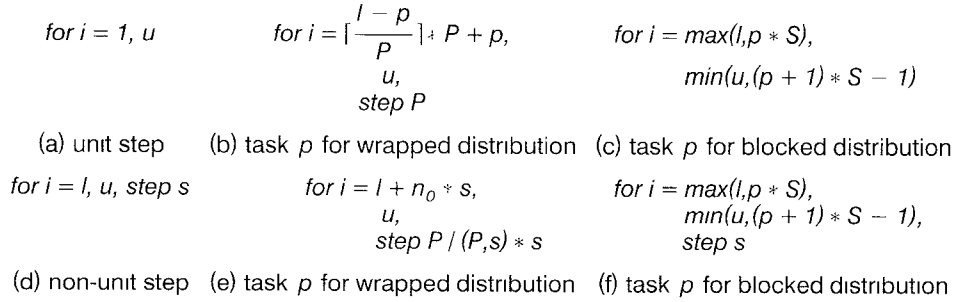 for i = 1, u
for i = ⌈(l − p)/P⌉ * P + p,
u,
step P
for i = max(l,p * S),
min(u,(p + 1) * S − 1)
(a) unit step
(b) task p for wrapped distribution
(c) task p for blocked distribution
for i = l, u, step s
for i = l + n₀ * s,
u,
step P / (P,s) * s
for i = max(l,p * S),
min(u,(p + 1) * S − 1),
step s
(d) non-unit step
(e) task p for wrapped distribution
(f) task p for blocked distribution